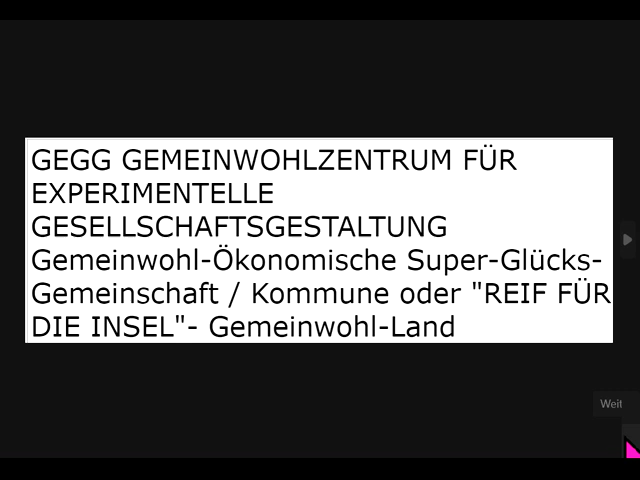 GEGG GEMEINWOHLZENTRUM FÜR
EXPERIMENTELLE
GESELLSCHAFTSGESTALTUNG
Gemeinwohl-Ökonomische Super-Glücks-
Gemeinschaft / Kommune oder "REIF FÜR
DIE INSEL"- Gemeinwohl-Land
Weit